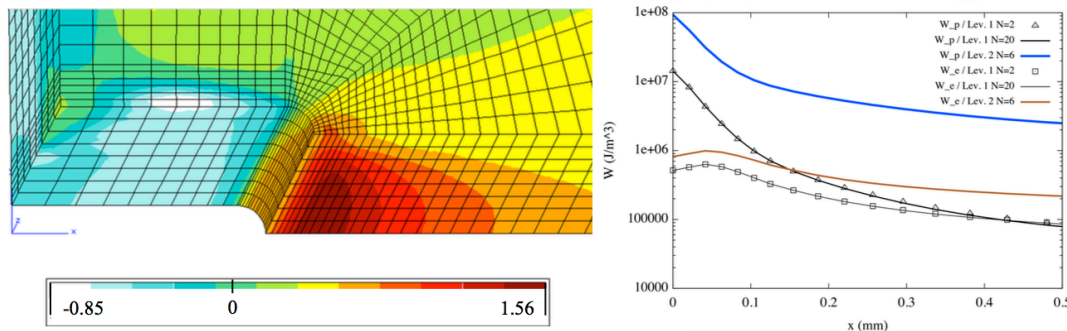 z
x
-0.85 0 1.56
1e+08
1e+07
1e+06
100000
10000
W (J/m^3)
W_p / Lev. 1 N=2
W_p / Lev. 1 N=20
W_p / Lev. 2 N=6
W_e / Lev. 1 N=2
W_e / Lev. 1 N=20
W_e / Lev. 2 N=6
0 0.1 0.2 0.3 0.4 0.5
x (mm)